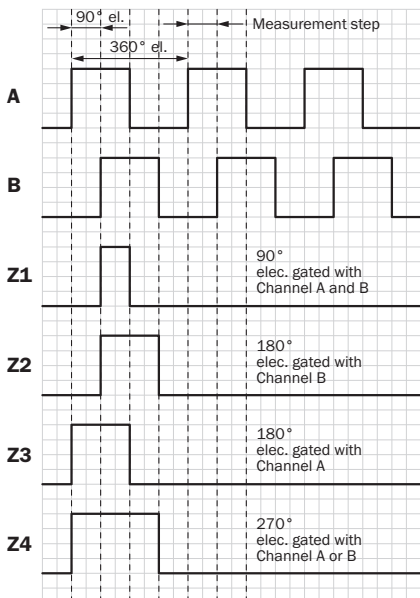 90° el.
Measurement step
360° el.
A
B
Z1
90°
elec. gated with
Channel A and B
Z2
180°
elec. gated with
Channel B
Z3
180°
elec. gated with
Channel A
Z4
270°
elec. gated with
Channel A or B